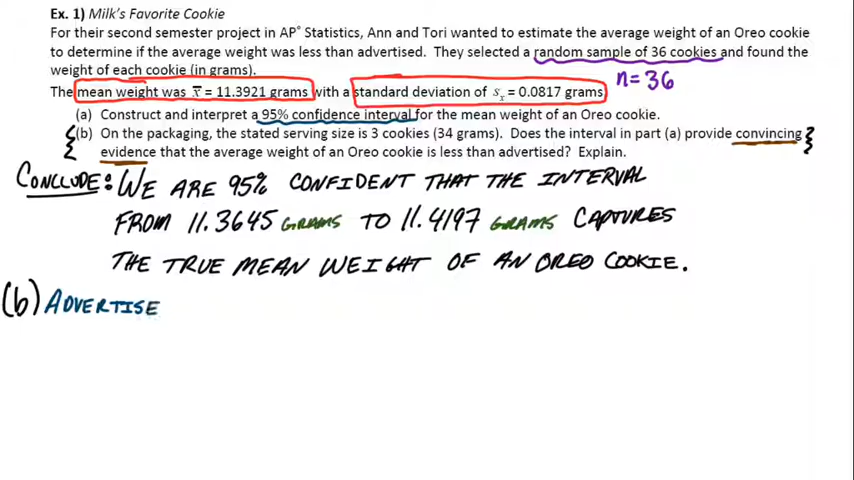 Ex. 1) Milk's Favorite Cookie
For their second semester project in AP® Statistics, Ann and Tori wanted to estimate the average weight of an Oreo cookie
to determine if the average weight was less than advertised. They selected a random sample of 36 cookies and found the
weight of each cookie (in grams).
n=36
The mean weight was x̄ = 11.3921 grams with a standard deviation of sₓ = 0.0817 grams.
(a) Construct and interpret a 95% confidence interval for the mean weight of an Oreo cookie.
(b) On the packaging, the stated serving size is 3 cookies (34 grams). Does the interval in part (a) provide convincing
evidence that the average weight of an Oreo cookie is less than advertised? Explain.
CONCLUDE: WE ARE 95% CONFIDENT THAT THE INTERVAL
FROM 11.3645 GRAMS TO 11.4197 GRAMS CAPTURES
THE TRUE MEAN WEIGHT OF AN OREO COOKIE.
(b) ADVERTISE